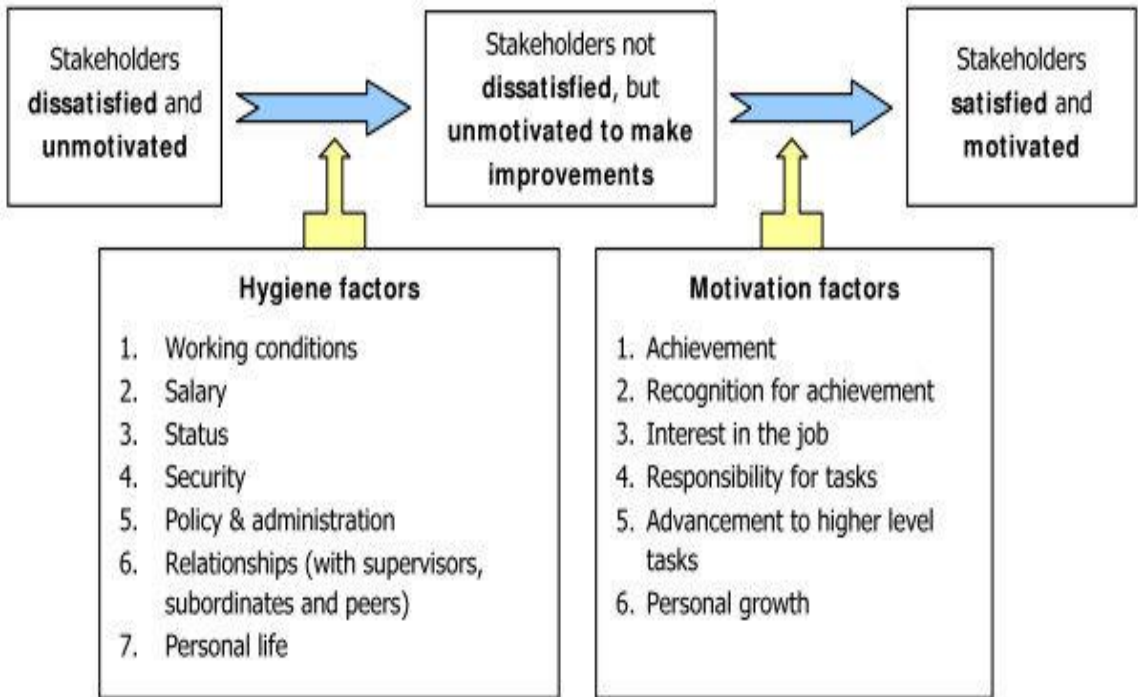 Stakeholders
dissatisfied and
unmotivated
Stakeholders not
dissatisfied, but
unmotivated to make
improvements
Stakeholders
satisfied and
motivated
Hygiene factors
1. Working conditions
2. Salary
3. Status
4. Security
5. Policy & administration
6. Relationships (with supervisors,
subordinates and peers)
7. Personal life
Motivation factors
1. Achievement
2. Recognition for achievement
3. Interest in the job
4. Responsibility for tasks
5. Advancement to higher level
tasks
6. Personal growth